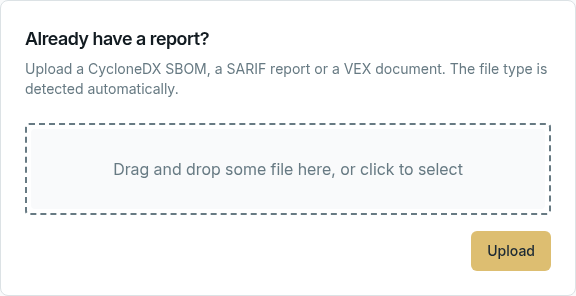 Already have a report?
Upload a CycloneDX SBOM, a SARIF report or a VEX document. The file type is
detected automatically.
Drag and drop some file here, or click to select
Upload